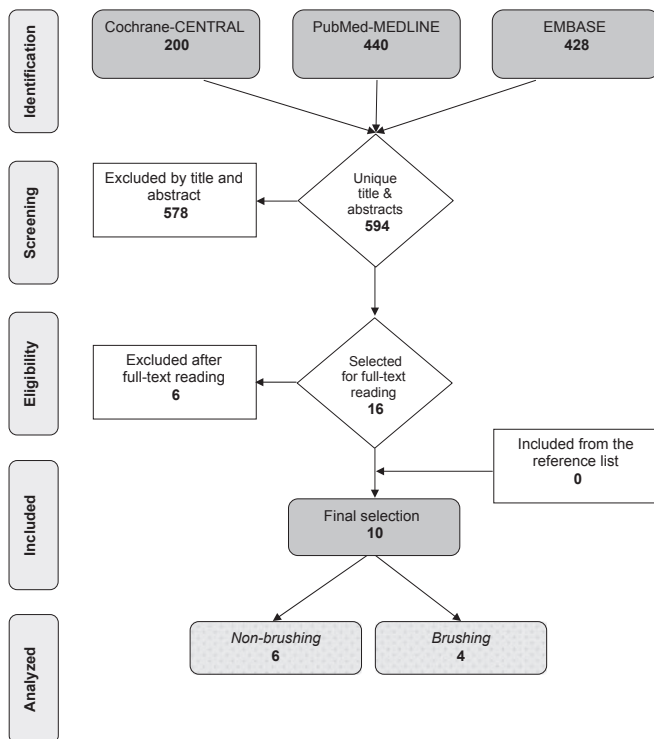 Identification
Cochrane-CENTRAL
200
PubMed-MEDLINE
440
EMBASE
428
Screening
Excluded by title and
abstract
578
Unique
title &
abstracts
594
Eligibility
Excluded after
full-text reading
6
Selected
for full-text
reading
16
Included from the
reference list
0
Included
Final selection
10
Analyzed
Non-brushing
6
Brushing
4